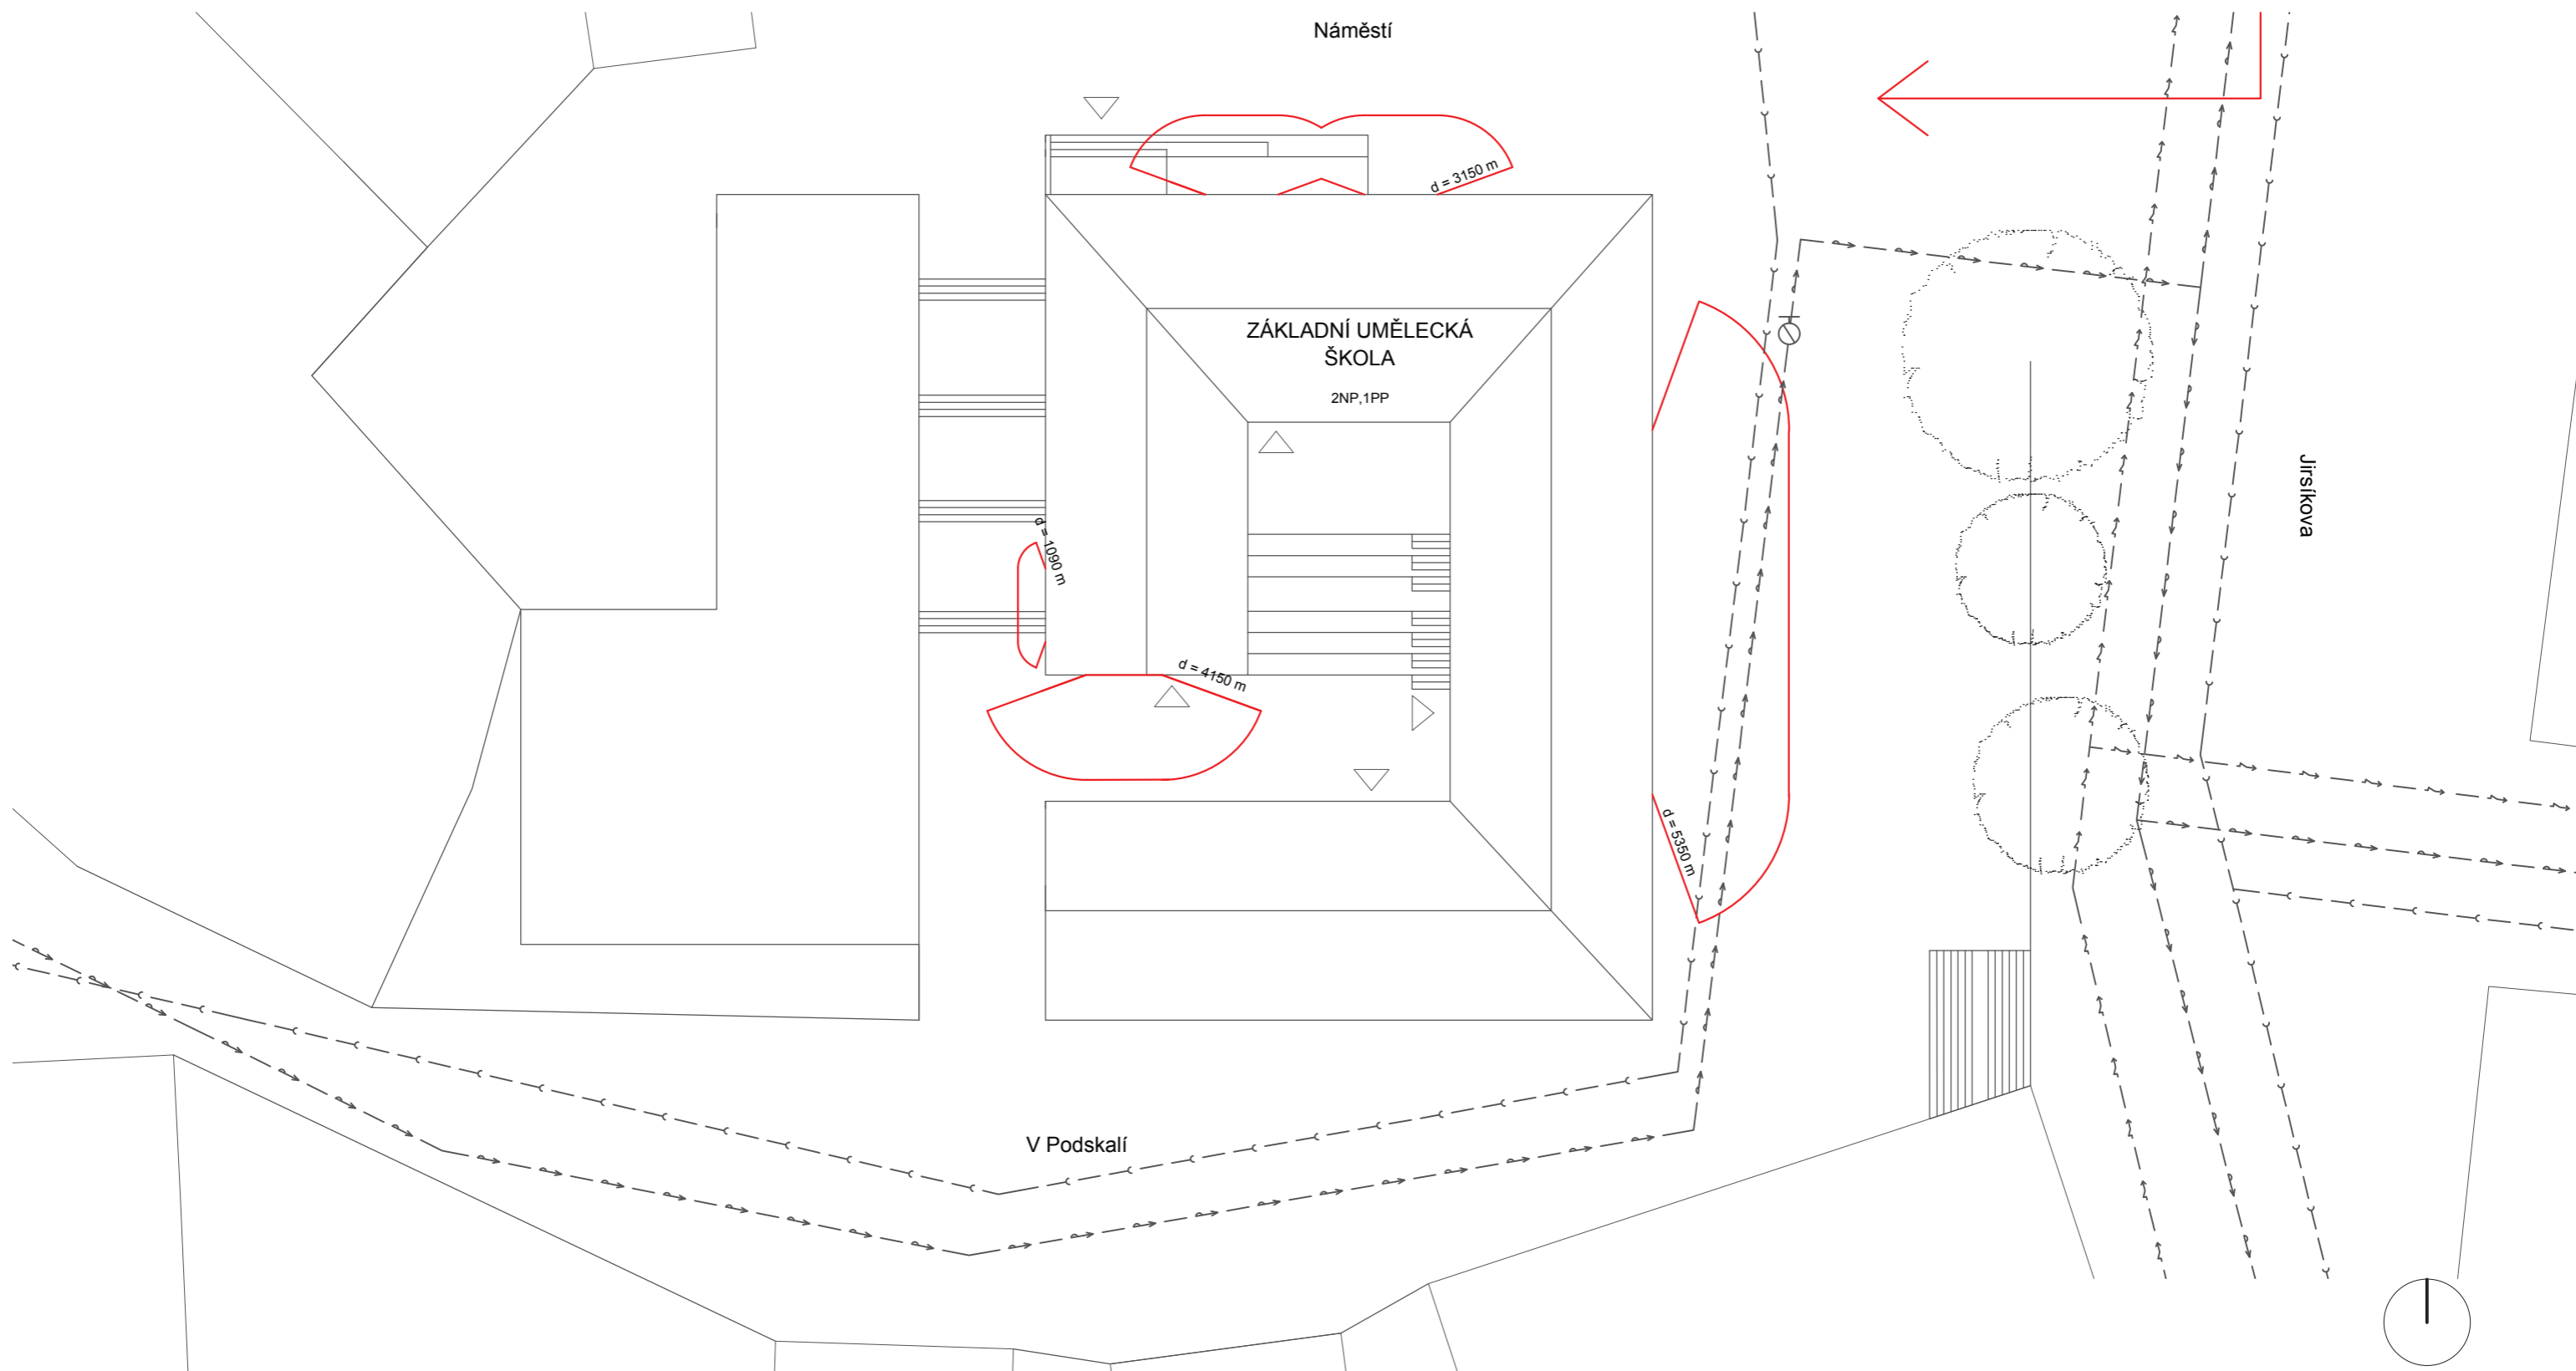 Náměstí
d = 3150 m
ZÁKLADNÍ UMĚLECKÁ
ŠKOLA
2NP,1PP
Jirsíkova
d = 1090 m
d = 4150 m
d = 5350 m
V Podskalí